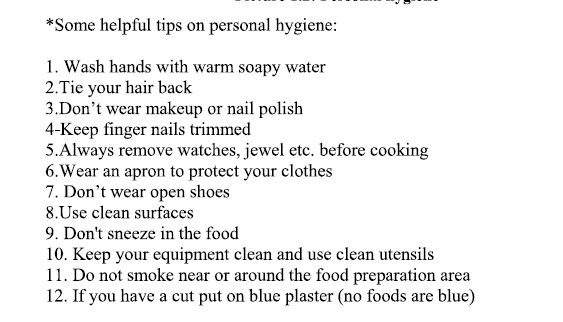 *Some helpful tips on personal hygiene:
1. Wash hands with warm soapy water
2.Tie your hair back
3.Don’t wear makeup or nail polish
4-Keep finger nails trimmed
5.Always remove watches, jewel etc. before cooking
6.Wear an apron to protect your clothes
7. Don’t wear open shoes
8.Use clean surfaces
9. Don't sneeze in the food
10. Keep your equipment clean and use clean utensils
11. Do not smoke near or around the food preparation area
12. If you have a cut put on blue plaster (no foods are blue)